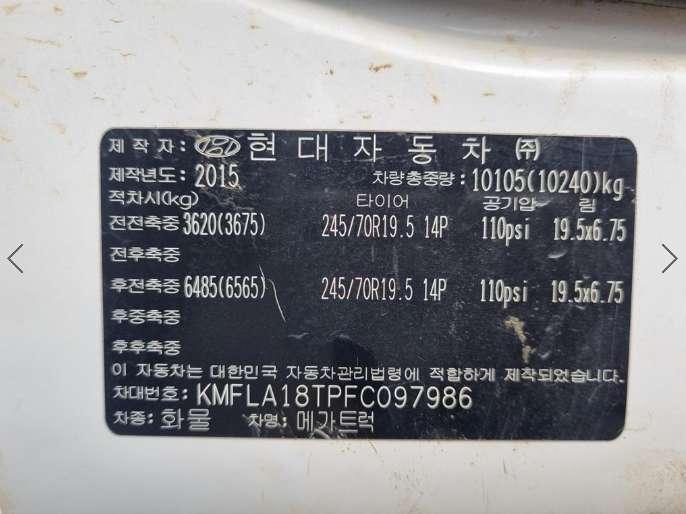 제작자: 현대자동차 ㈜
제작년도: 2015 차량총중량: 10105(10240)kg
적차시(kg) 타이어 공기압 림
전전축중 3620(3675) 245/70R19.5 14P 110psi 19.5x6.75
전후축중
후전축중 6485(6565) 245/70R19.5 14P 110psi 19.5x6.75
후중축중
후후축중
이 자동차는 대한민국 자동차관리법령에 적합하게 제작되었습니다.
차대번호: KMFLA18TPFC097986
차종: 화물 차명: 메가트럭